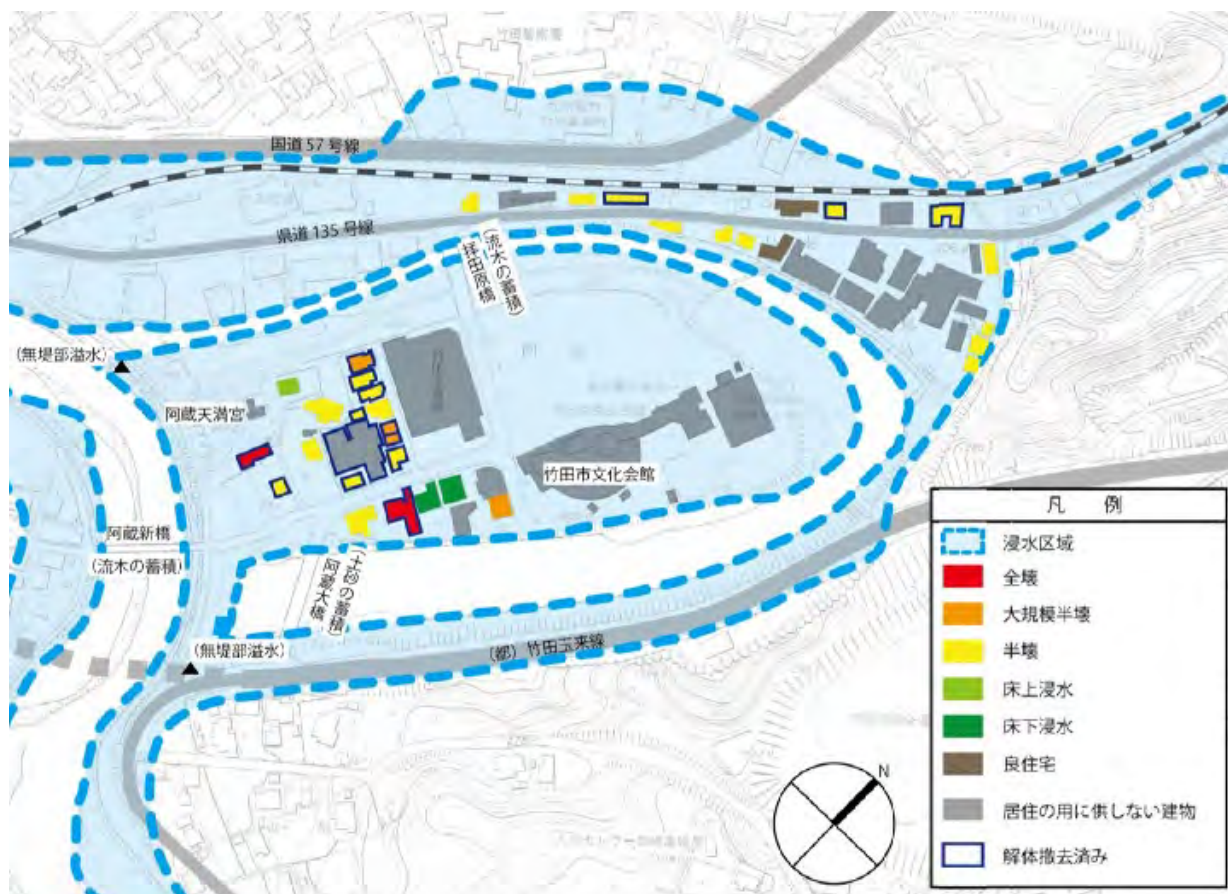 国道57号線
県道135号線
(流木の蓄積)
拝田原橋
(無堤部溢水)
阿蔵天満宮
竹田市文化会館
阿蔵新橋
(流木の蓄積)
(土砂の蓄積)
阿蔵大橋
(無堤部溢水)
(都)竹田玉来線
N
凡 例
浸水区域
全壊
大規模半壊
半壊
床上浸水
床下浸水
良住宅
居住の用に供しない建物
解体撤去済み